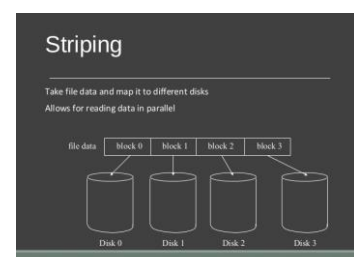 Striping
Take file data and map it to different disks
Allows for reading data in parallel
file data block 0 block 1 block 2 block 3
Disk 0 Disk 1 Disk 2 Disk 3